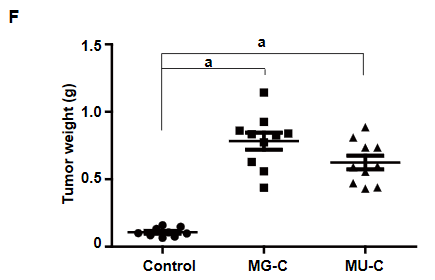 F
a
a
1.5
1.0
0.5
0
Tumor weight (g)
Control MG-C MU-C